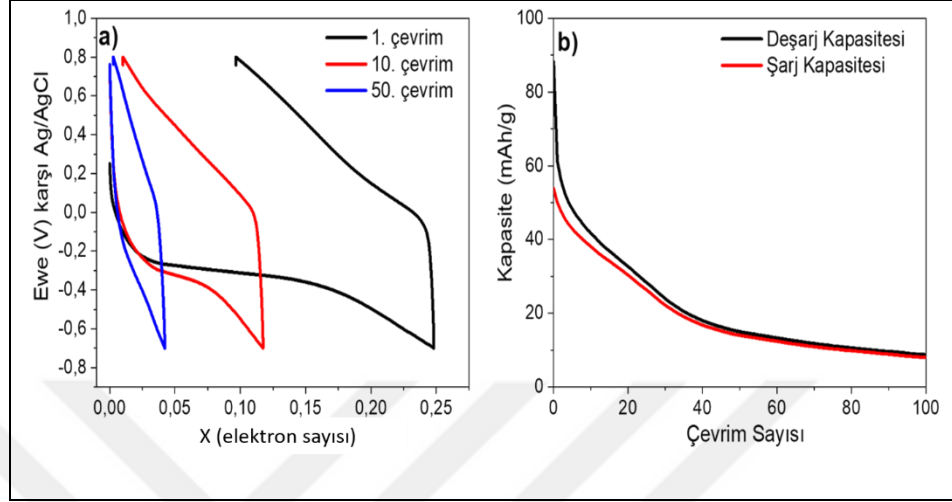 a)
1. çevrim
10. çevrim
50. çevrim
Ewe (V) karşı Ag/AgCl
1,0
0,8
0,6
0,4
0,2
0,0
-0,2
-0,4
-0,6
-0,8
0,00 0,05 0,10 0,15 0,20 0,25
X (elektron sayısı)
b)
Deşarj Kapasitesi
Şarj Kapasitesi
Kapasite (mAh/g)
100
80
60
40
20
0
0 20 40 60 80 100
Çevrim Sayısı